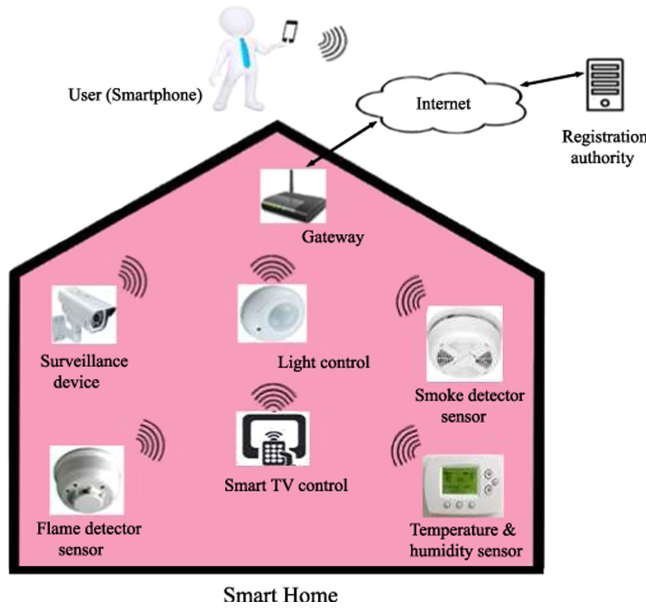 User (Smartphone)
Internet
Registration
authority
Gateway
Surveillance
device
Light control
Smoke detector
sensor
Flame detector
sensor
Smart TV control
Temperature &
humidity sensor
Smart Home